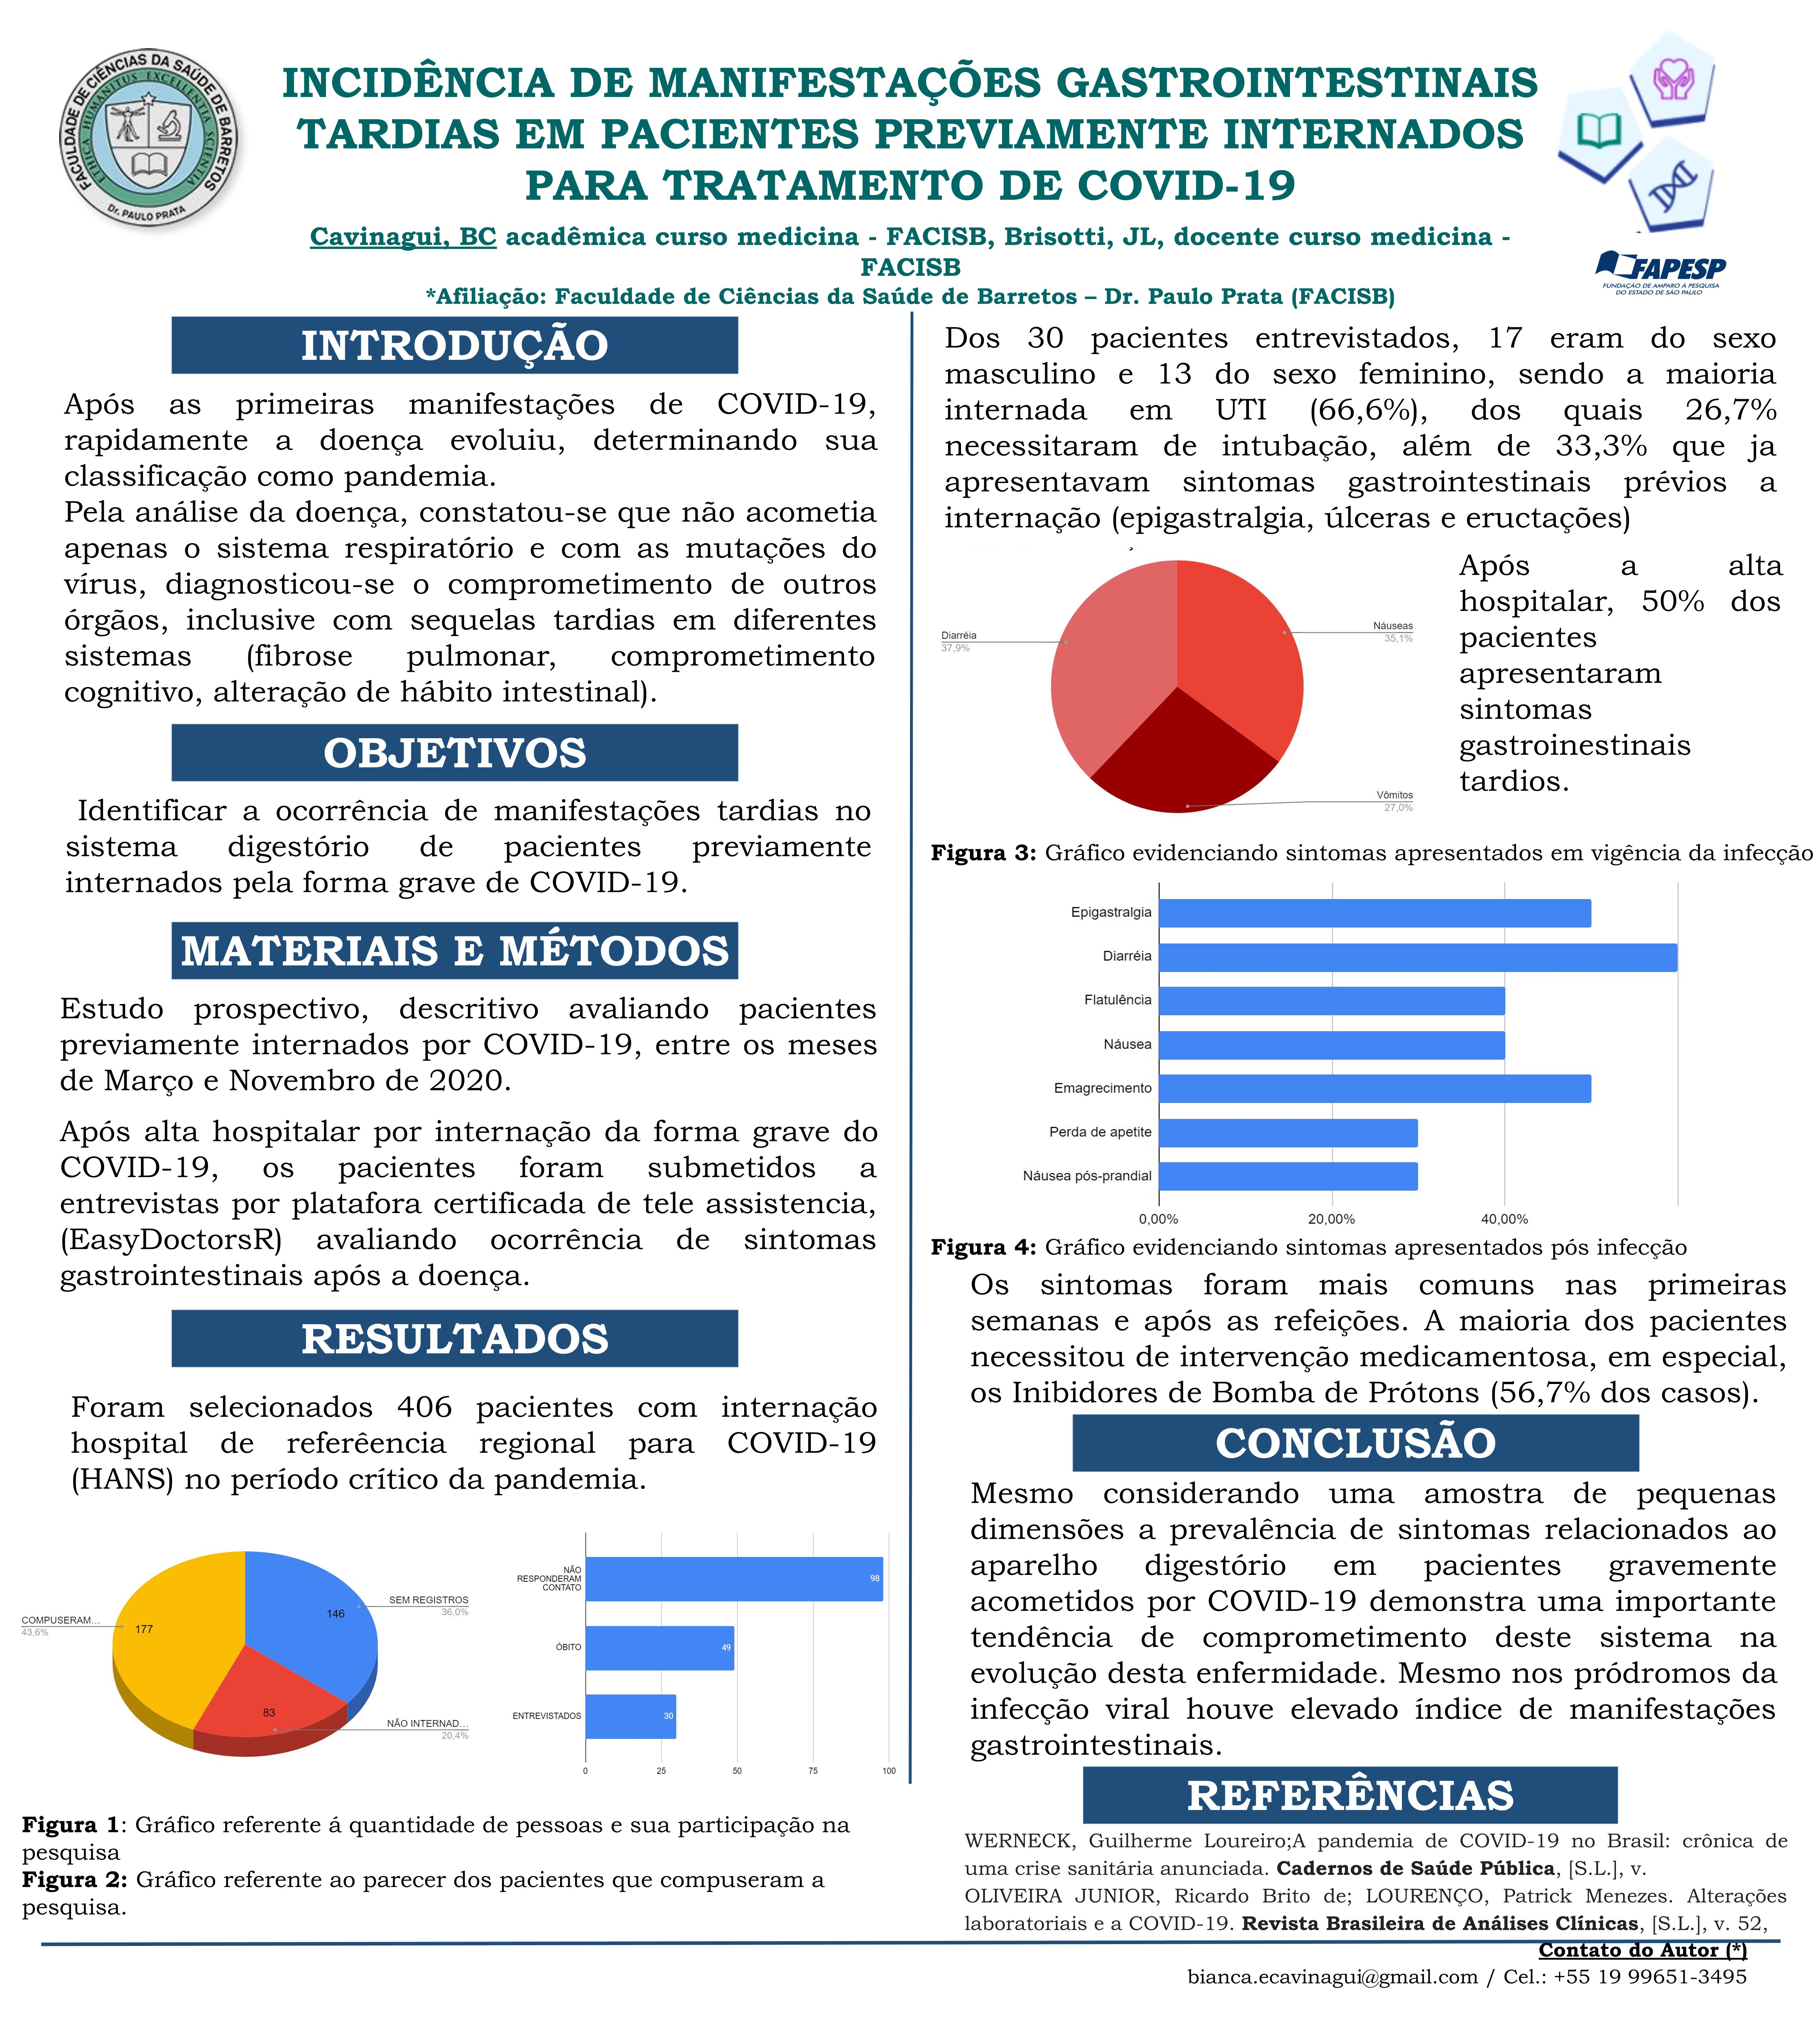 FACULDADE DE CIÊNCIAS DA SAÚDE DE BARRETOS
ETHICA HUMANITUS EXCELENTIA SCIENTIA
Dr. PAULO PRATA
INCIDÊNCIA DE MANIFESTAÇÕES GASTROINTESTINAIS
TARDIAS EM PACIENTES PREVIAMENTE INTERNADOS
PARA TRATAMENTO DE COVID-19
Cavinagui, BC acadêmica curso medicina - FACISB, Brisotti, JL, docente curso medicina -
FACISB
*Afiliação: Faculdade de Ciências da Saúde de Barretos – Dr. Paulo Prata (FACISB)
FAPESP
FUNDAÇÃO DE AMPARO À PESQUISA
DO ESTADO DE SÃO PAULO
INTRODUÇÃO
Após as primeiras manifestações de COVID-19,
rapidamente a doença evoluiu, determinando sua
classificação como pandemia.
Pela análise da doença, constatou-se que não acometia
apenas o sistema respiratório e com as mutações do
vírus, diagnosticou-se o comprometimento de outros
órgãos, inclusive com sequelas tardias em diferentes
sistemas (fibrose pulmonar, comprometimento
cognitivo, alteração de hábito intestinal).
OBJETIVOS
Identificar a ocorrência de manifestações tardias no
sistema digestório de pacientes previamente
internados pela forma grave de COVID-19.
MATERIAIS E MÉTODOS
Estudo prospectivo, descritivo avaliando pacientes
previamente internados por COVID-19, entre os meses
de Março e Novembro de 2020.
Após alta hospitalar por internação da forma grave do
COVID-19, os pacientes foram submetidos a
entrevistas por platafora certificada de tele assistencia,
(EasyDoctorsR) avaliando ocorrência de sintomas
gastrointestinais após a doença.
RESULTADOS
Foram selecionados 406 pacientes com internação
hospital de referêencia regional para COVID-19
(HANS) no período crítico da pandemia.
COMPUSERAM...
43,6%
177
146
SEM REGISTROS
36,0%
83
NÃO INTERNAD...
20,4%
NÃO
RESPONDERAM
CONTATO
98
ÓBITO
49
ENTREVISTADOS
30
0 25 50 75 100
Figura 1: Gráfico referente á quantidade de pessoas e sua participação na
pesquisa
Figura 2: Gráfico referente ao parecer dos pacientes que compuseram a
pesquisa.
Dos 30 pacientes entrevistados, 17 eram do sexo
masculino e 13 do sexo feminino, sendo a maioria
internada em UTI (66,6%), dos quais 26,7%
necessitaram de intubação, além de 33,3% que ja
apresentavam sintomas gastrointestinais prévios a
internação (epigastralgia, úlceras e eructações)
Diarréia
37,9%
Náuseas
35,1%
Vômitos
27,0%
Após a alta
hospitalar, 50% dos
pacientes
apresentaram
sintomas
gastroinestinais
tardios.
Figura 3: Gráfico evidenciando sintomas apresentados em vigência da infecção
Epigastralgia
Diarréia
Flatulência
Náusea
Emagrecimento
Perda de apetite
Náusea pós-prandial
0,00% 20,00% 40,00%
Figura 4: Gráfico evidenciando sintomas apresentados pós infecção
Os sintomas foram mais comuns nas primeiras
semanas e após as refeições. A maioria dos pacientes
necessitou de intervenção medicamentosa, em especial,
os Inibidores de Bomba de Prótons (56,7% dos casos).
CONCLUSÃO
Mesmo considerando uma amostra de pequenas
dimensões a prevalência de sintomas relacionados ao
aparelho digestório em pacientes gravemente
acometidos por COVID-19 demonstra uma importante
tendência de comprometimento deste sistema na
evolução desta enfermidade. Mesmo nos pródromos da
infecção viral houve elevado índice de manifestações
gastrointestinais.
REFERÊNCIAS
WERNECK, Guilherme Loureiro;A pandemia de COVID-19 no Brasil: crônica de
uma crise sanitária anunciada. Cadernos de Saúde Pública, [S.L.], v.
OLIVEIRA JUNIOR, Ricardo Brito de; LOURENÇO, Patrick Menezes. Alterações
laboratoriais e a COVID-19. Revista Brasileira de Análises Clínicas, [S.L.], v. 52,
Contato do Autor (*)
bianca.ecavinagui@gmail.com / Cel.: +55 19 99651-3495